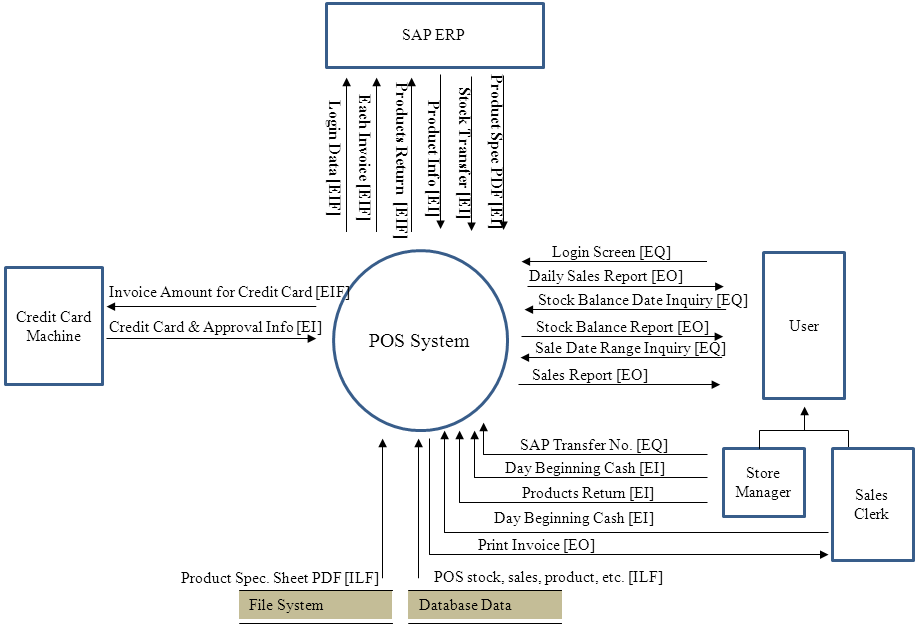 SAP ERP
Login Data [EIF]
Each Invoice [EIF]
Products Return [EIF]
Product Info [EI]
Stock Transfer [EI]
Product Spec PDF [EI]
Login Screen [EQ]
Daily Sales Report [EO]
Stock Balance Date Inquiry [EQ]
Stock Balance Report [EO]
Sale Date Range Inquiry [EQ]
Sales Report [EO]
User
Credit Card
Machine
Invoice Amount for Credit Card [EIF]
Credit Card & Approval Info [EI]
POS System
SAP Transfer No. [EQ]
Day Beginning Cash [EI]
Products Return [EI]
Day Beginning Cash [EI]
Print Invoice [EO]
Store
Manager
Sales
Clerk
Product Spec. Sheet PDF [ILF]
POS stock, sales, product, etc. [ILF]
File System
Database Data